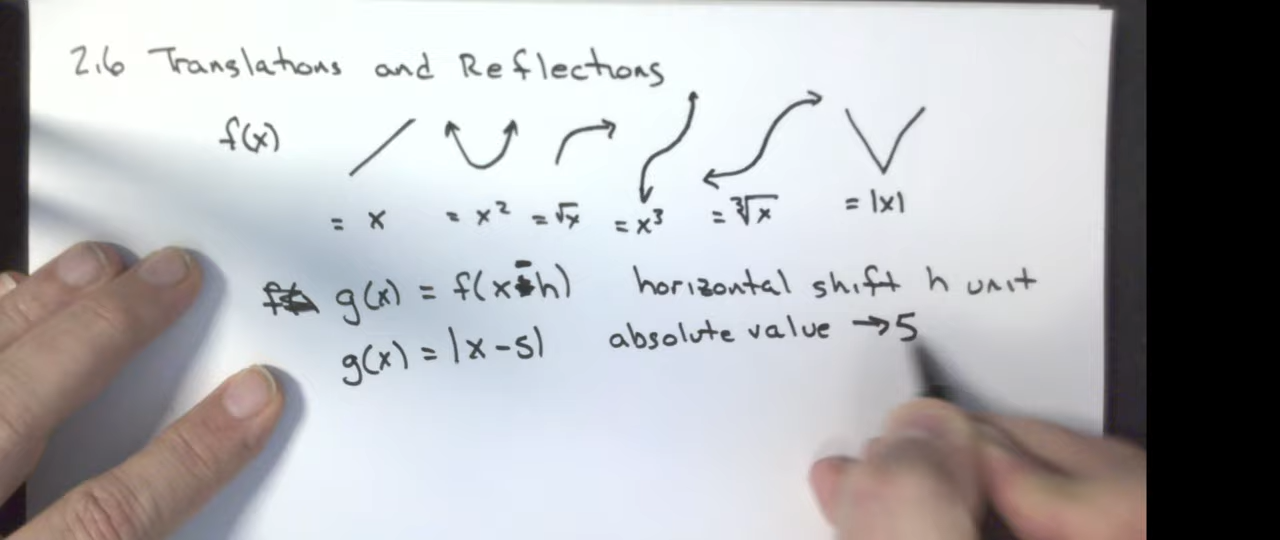 2.6 Translations and Reflections
f(x)
= x = x² = √x = x³ = ∛x = |x|
g(x) = f(x-h) horizontal shift h unit
g(x) = |x-5| absolute value → 5